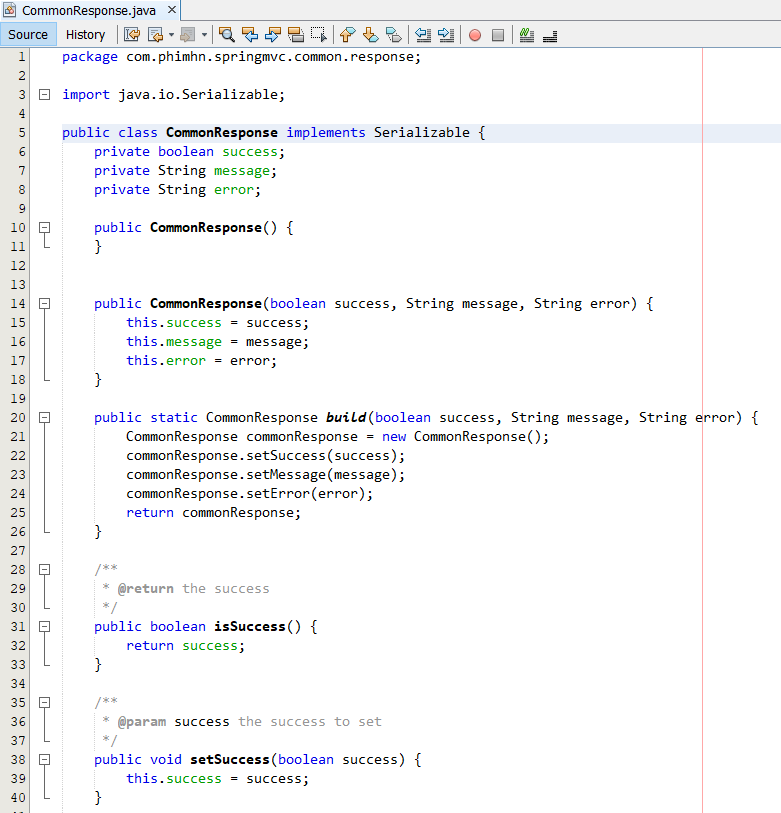 CommonResponse.java
Source History
1 package com.phimhn.springmvc.common.response;
2
3 import java.io.Serializable;
4
5 public class CommonResponse implements Serializable {
6 private boolean success;
7 private String message;
8 private String error;
9
10 public CommonResponse() {
11 }
12
13
14 public CommonResponse(boolean success, String message, String error) {
15 this.success = success;
16 this.message = message;
17 this.error = error;
18 }
19
20 public static CommonResponse build(boolean success, String message, String error) {
21 CommonResponse commonResponse = new CommonResponse();
22 commonResponse.setSuccess(success);
23 commonResponse.setMessage(message);
24 commonResponse.setError(error);
25 return commonResponse;
26 }
27
28 /**
29 * @return the success
30 */
31 public boolean isSuccess() {
32 return success;
33 }
34
35 /**
36 * @param success the success to set
37 */
38 public void setSuccess(boolean success) {
39 this.success = success;
40 }